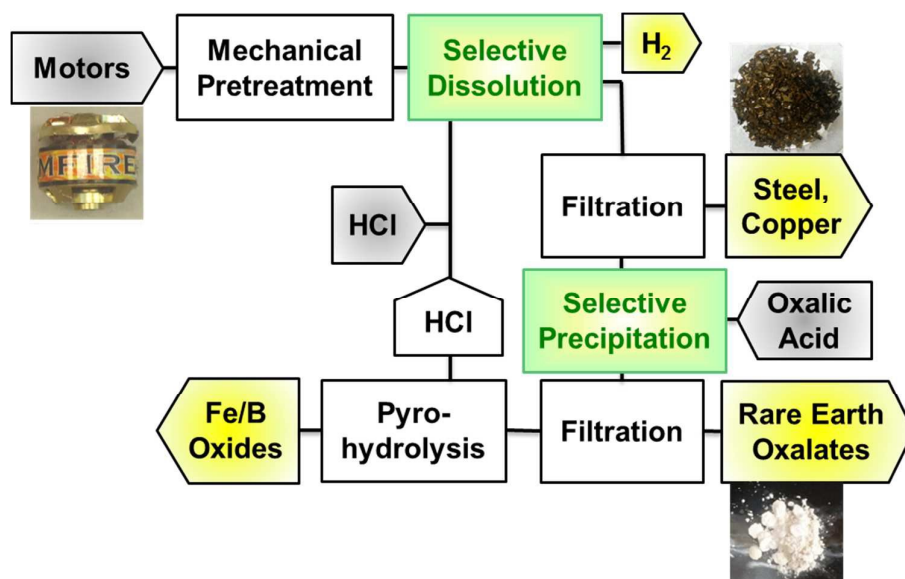 Motors
Mechanical
Pretreatment
Selective
Dissolution
H2
MFIRE
HCl
Filtration
Steel,
Copper
HCl
Selective
Precipitation
Oxalic
Acid
Fe/B
Oxides
Pyro-
hydrolysis
Filtration
Rare Earth
Oxalates